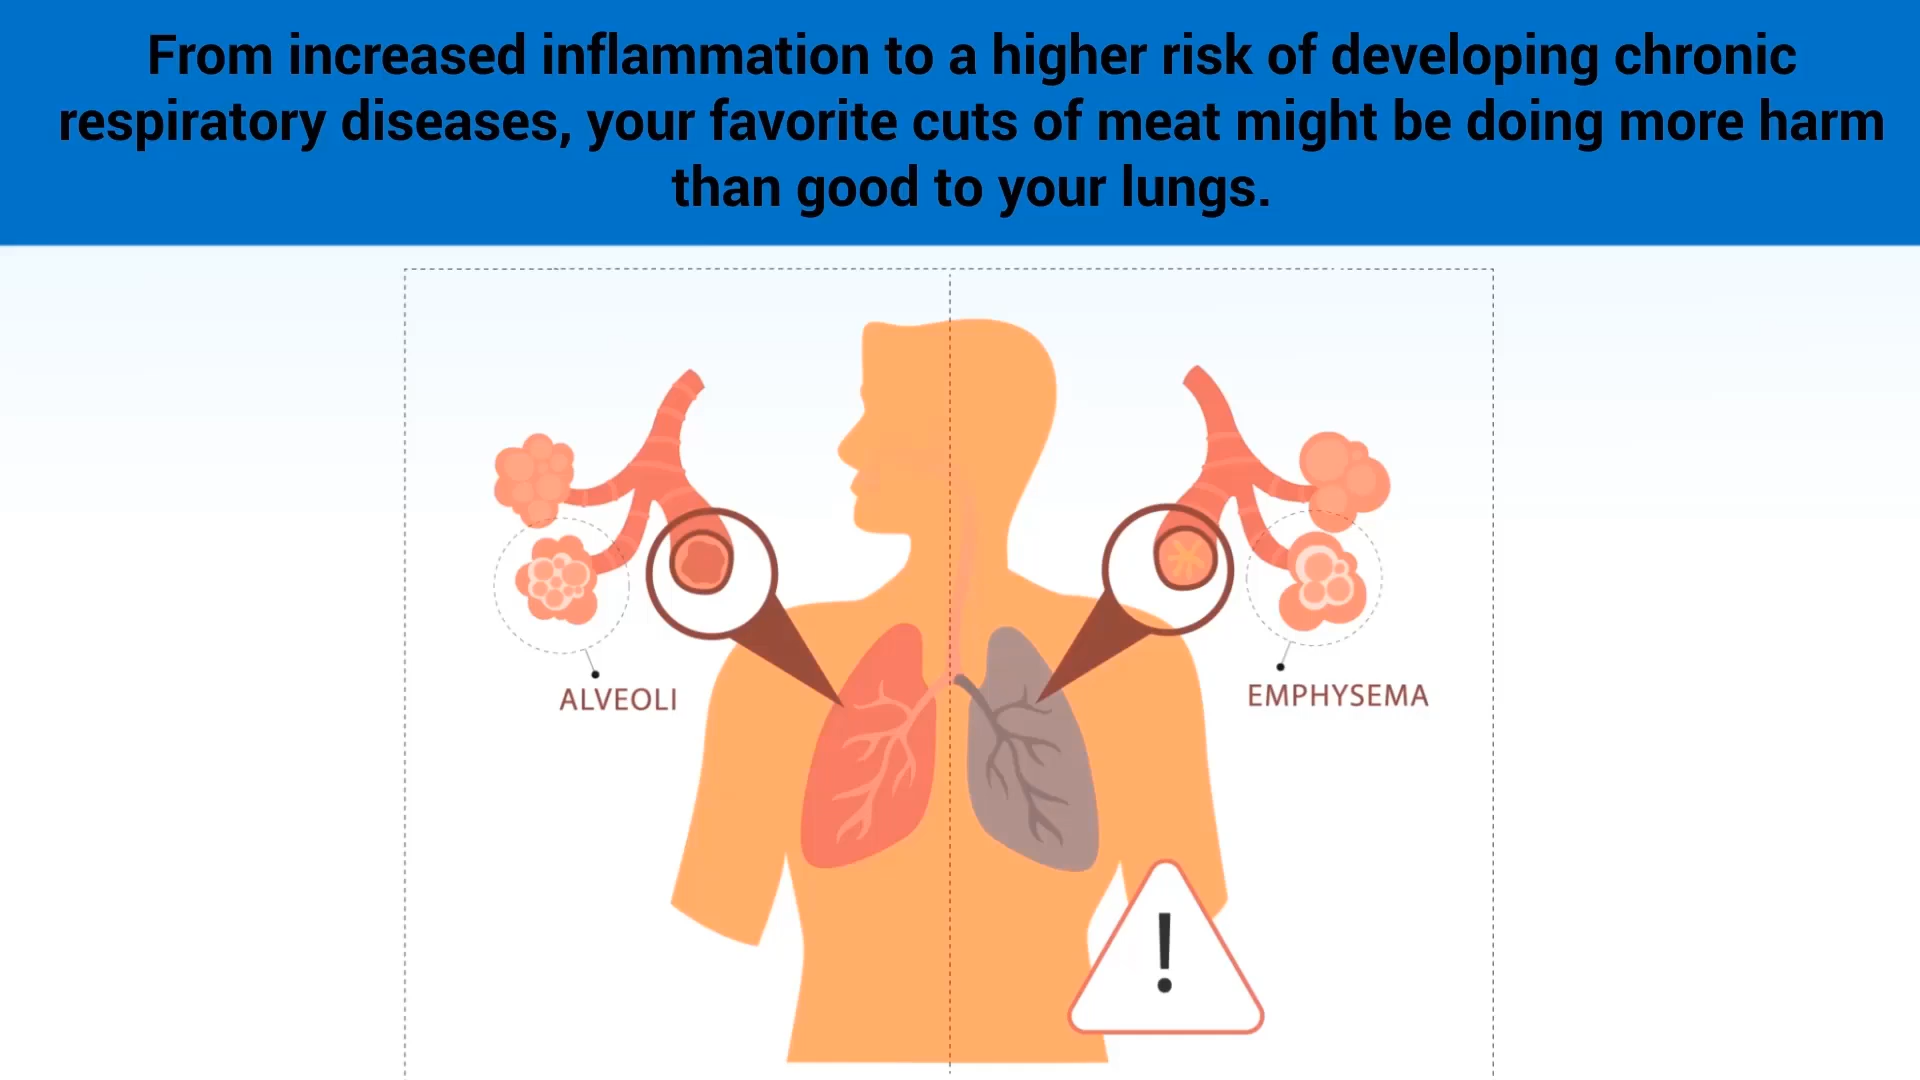 From increased inflammation to a higher risk of developing chronic
respiratory diseases, your favorite cuts of meat might be doing more harm
than good to your lungs.
ALVEOLI
EMPHYSEMA
!